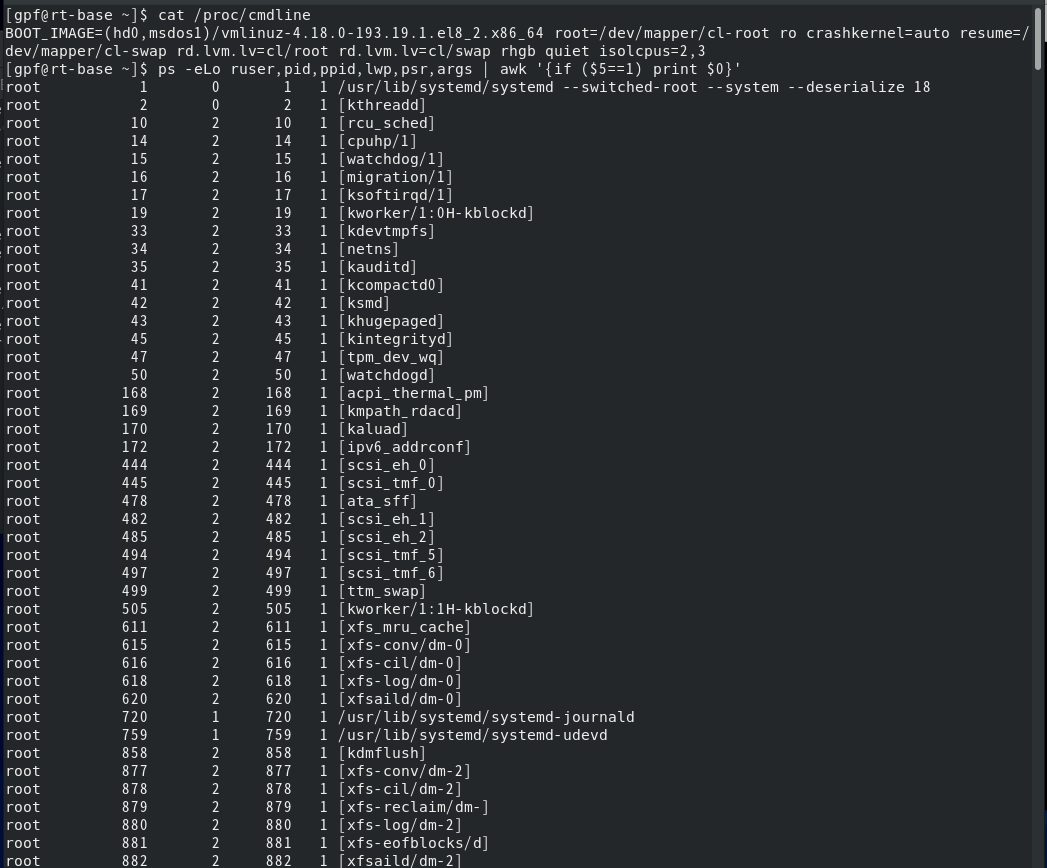 [gpf@rt-base ~]$ cat /proc/cmdline
BOOT_IMAGE=(hd0,msdos1)/vmlinuz-4.18.0-193.19.1.el8_2.x86_64 root=/dev/mapper/cl-root ro crashkernel=auto resume=/
dev/mapper/cl-swap rd.lvm.lv=cl/root rd.lvm.lv=cl/swap rhgb quiet isolcpus=2,3
[gpf@rt-base ~]$ ps -eLo ruser,pid,ppid,lwp,psr,args | awk '{if ($5==1) print $0}'
root 1 0 1 1 /usr/lib/systemd/systemd --switched-root --system --deserialize 18
root 2 0 2 1 [kthreadd]
root 10 2 10 1 [rcu_sched]
root 14 2 14 1 [cpuhp/1]
root 15 2 15 1 [watchdog/1]
root 16 2 16 1 [migration/1]
root 17 2 17 1 [ksoftirqd/1]
root 19 2 19 1 [kworker/1:0H-kblockd]
root 33 2 33 1 [kdevtmpfs]
root 34 2 34 1 [netns]
root 35 2 35 1 [kauditd]
root 41 2 41 1 [kcompactd0]
root 42 2 42 1 [ksmd]
root 43 2 43 1 [khugepaged]
root 45 2 45 1 [kintegrityd]
root 47 2 47 1 [tpm_dev_wq]
root 50 2 50 1 [watchdogd]
root 168 2 168 1 [acpi_thermal_pm]
root 169 2 169 1 [kmpath_rdacd]
root 170 2 170 1 [kaluad]
root 172 2 172 1 [ipv6_addrconf]
root 444 2 444 1 [scsi_eh_0]
root 445 2 445 1 [scsi_tmf_0]
root 478 2 478 1 [ata_sff]
root 482 2 482 1 [scsi_eh_1]
root 485 2 485 1 [scsi_eh_2]
root 494 2 494 1 [scsi_tmf_5]
root 497 2 497 1 [scsi_tmf_6]
root 499 2 499 1 [ttm_swap]
root 505 2 505 1 [kworker/1:1H-kblockd]
root 611 2 611 1 [xfs_mru_cache]
root 615 2 615 1 [xfs-conv/dm-0]
root 616 2 616 1 [xfs-cil/dm-0]
root 618 2 618 1 [xfs-log/dm-0]
root 620 2 620 1 [xfsaild/dm-0]
root 720 1 720 1 /usr/lib/systemd/systemd-journald
root 759 1 759 1 /usr/lib/systemd/systemd-udevd
root 858 2 858 1 [kdmflush]
root 877 2 877 1 [xfs-conv/dm-2]
root 878 2 878 1 [xfs-cil/dm-2]
root 879 2 879 1 [xfs-reclaim/dm-]
root 880 2 880 1 [xfs-log/dm-2]
root 881 2 881 1 [xfs-eofblocks/d]
root 882 2 882 1 [xfsaild/dm-2]